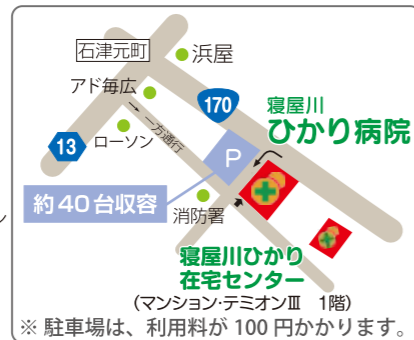 石津元町
浜屋
アド毎広
170
寝屋川
ひかり病院
→一方通行
13
ローソン
P
約40台収容
消防署
寝屋川ひかり
在宅センター
(マンション・テミオンⅢ 1階)
※ 駐車場は、利用料が100円かかります。